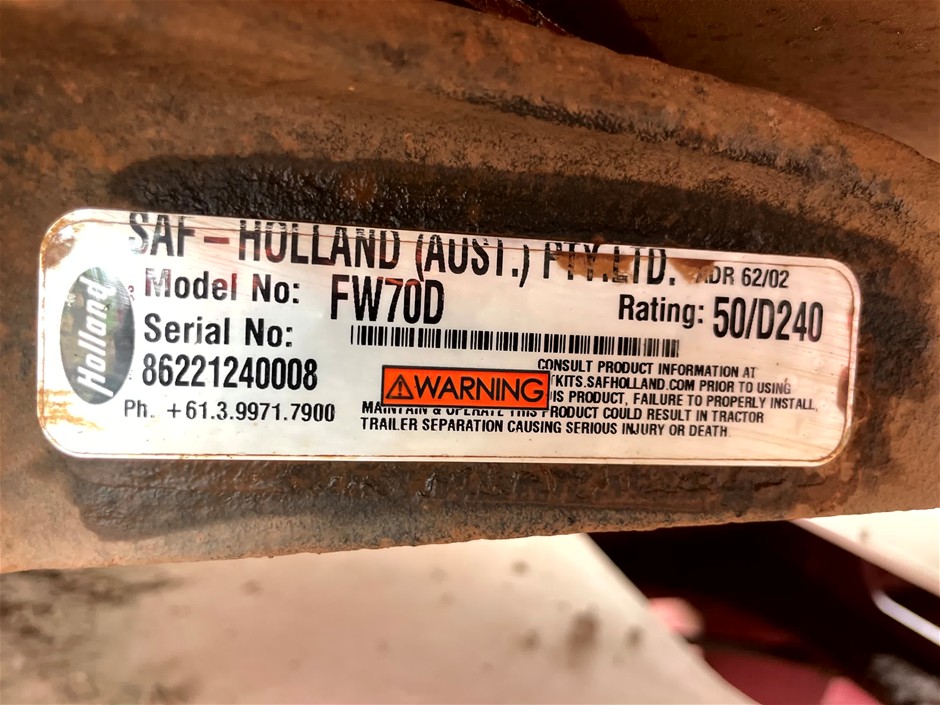 SAF-HOLLAND (AUST.) PTY.LTD. ADR 62/02
Holland
Model No: FW70D
Rating: 50/D240
Serial No:
86221240008
Ph. +61.3.9971.7900
WARNING
CONSULT PRODUCT INFORMATION AT
KITS.SAFHOLLAND.COM PRIOR TO USING
PRODUCT, FAILURE TO PROPERLY INSTALL,
MAINTAIN & OPERATE THIS PRODUCT COULD RESULT IN TRACTOR
TRAILER SEPARATION CAUSING SERIOUS INJURY OR DEATH